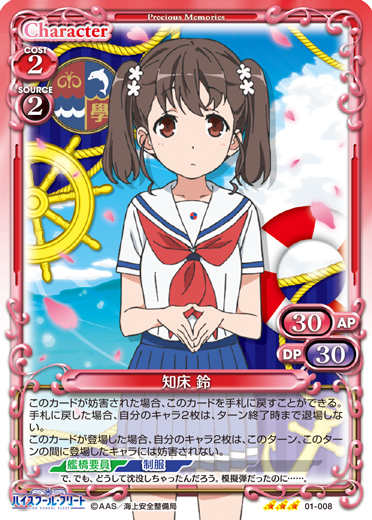 Precious Memories
Character
COST
2
SOURCE
2
學
30 AP
DP 30
知床 鈴
このカードが妨害された場合、このカードを手札に戻すことができる。
手札に戻した場合、自分のキャラ2枚は、ターン終了時まで退場しない。
このカードが登場した場合、自分のキャラ2枚は、このターン、このターンの間に登場したキャラには妨害されない。
艦橋要員 制服
で、でも、どうして沈没しちゃったんだろう。模擬弾だったのに……。
ハイスクール・フリート
©AAS／海上安全整備局
01-008